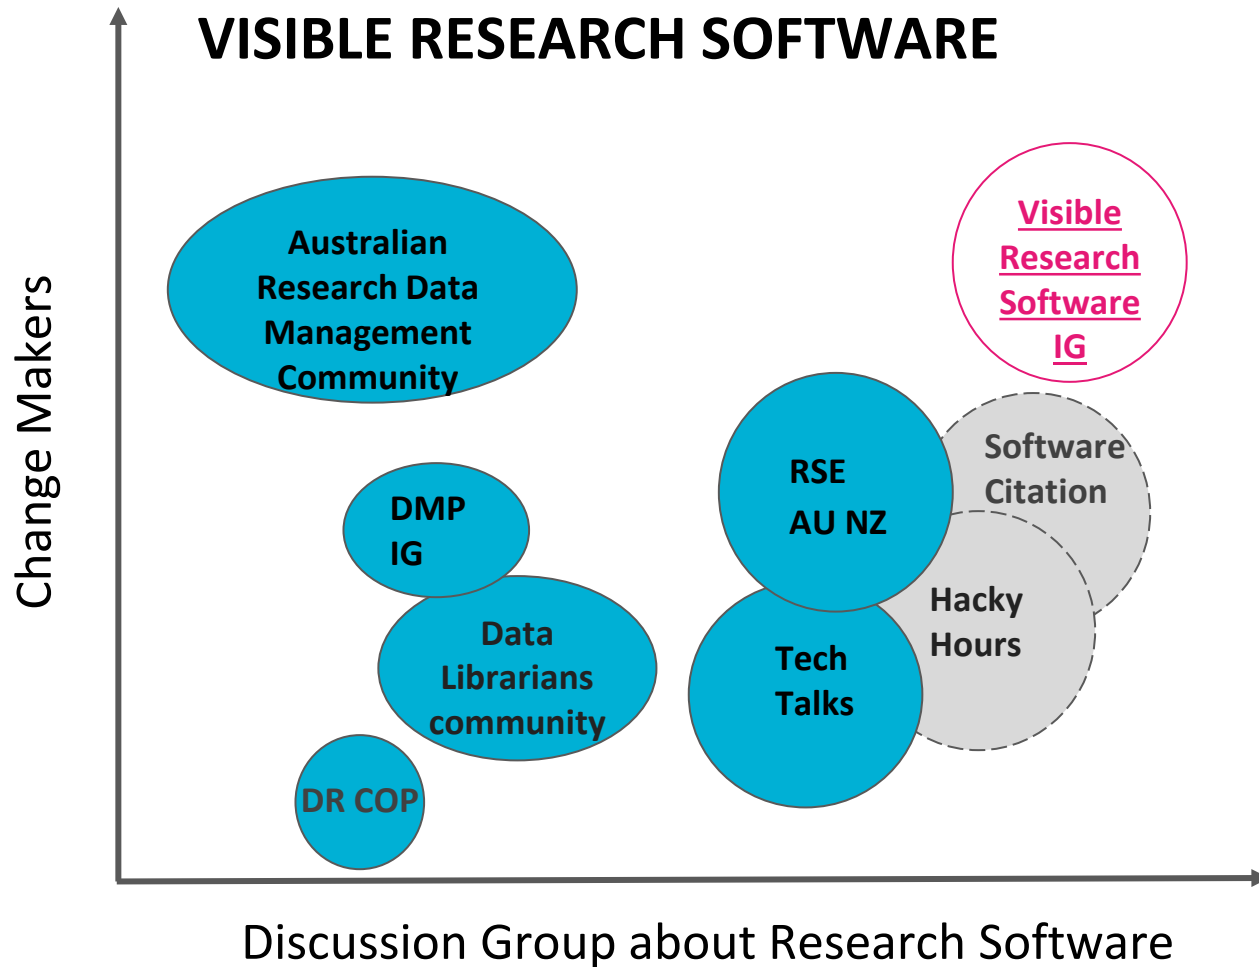 VISIBLE RESEARCH SOFTWARE
Change Makers
Australian
Research Data
Management
Community
Visible
Research
Software
IG
DMP
IG
RSE
AU NZ
Software
Citation
Data
Librarians
community
Tech
Talks
Hacky
Hours
DR COP
Discussion Group about Research Software